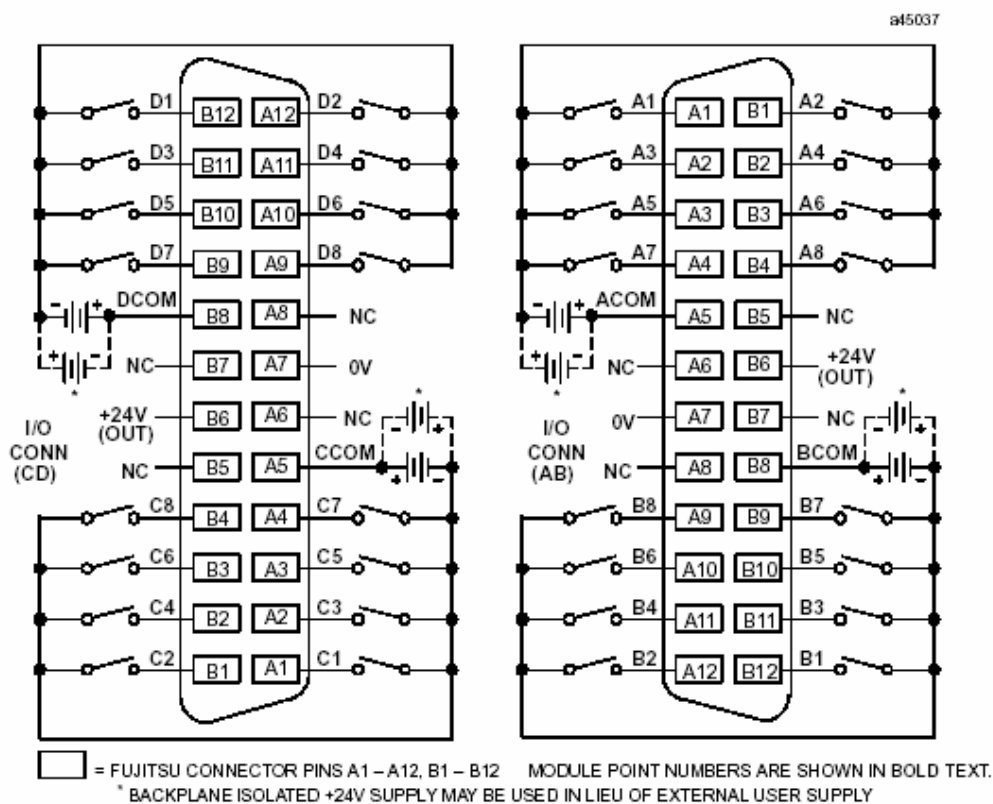 a45037
D1 B12 A12 D2 A1 A1 B1 A2
D3 B11 A11 D4 A3 A2 B2 A4
D5 B10 A10 D6 A5 A3 B3 A6
D7 B9 A9 D8 A7 A4 B4 A8
DCOM B8 A8 NC ACOM A5 B5 NC
- + - +
+ - NC B7 A7 0V + - NC A6 B6 +24V
(OUT)
* * * *
I/O +24V B6 A6 NC - + I/O 0V A7 B7 NC - +
CONN (OUT) CONN
(CD) NC B5 A5 CCOM + - (AB) NC A8 B8 BCOM + -
C8 B4 A4 C7 B8 A9 B9 B7
C6 B3 A3 C5 B6 A10 B10 B5
C4 B2 A2 C3 B4 A11 B11 B3
C2 B1 A1 C1 B2 A12 B12 B1
= FUJITSU CONNECTOR PINS A1 – A12, B1 – B12 MODULE POINT NUMBERS ARE SHOWN IN BOLD TEXT.
* BACKPLANE ISOLATED +24V SUPPLY MAY BE USED IN LIEU OF EXTERNAL USER SUPPLY